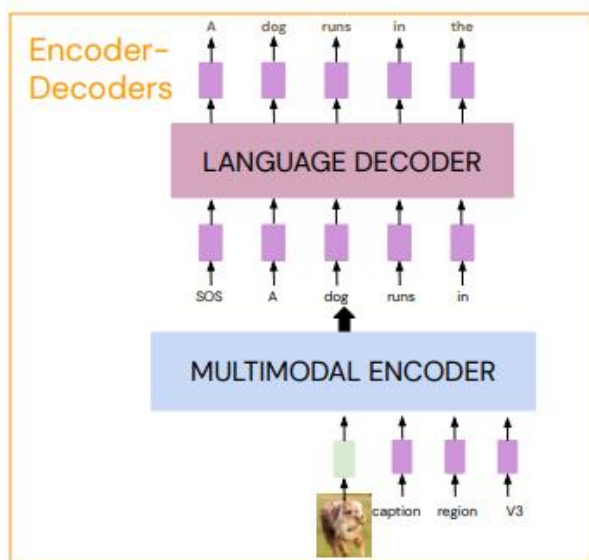 Encoder-
Decoders
A dog runs in the
LANGUAGE DECODER
SOS A dog runs in
MULTIMODAL ENCODER
caption region V3